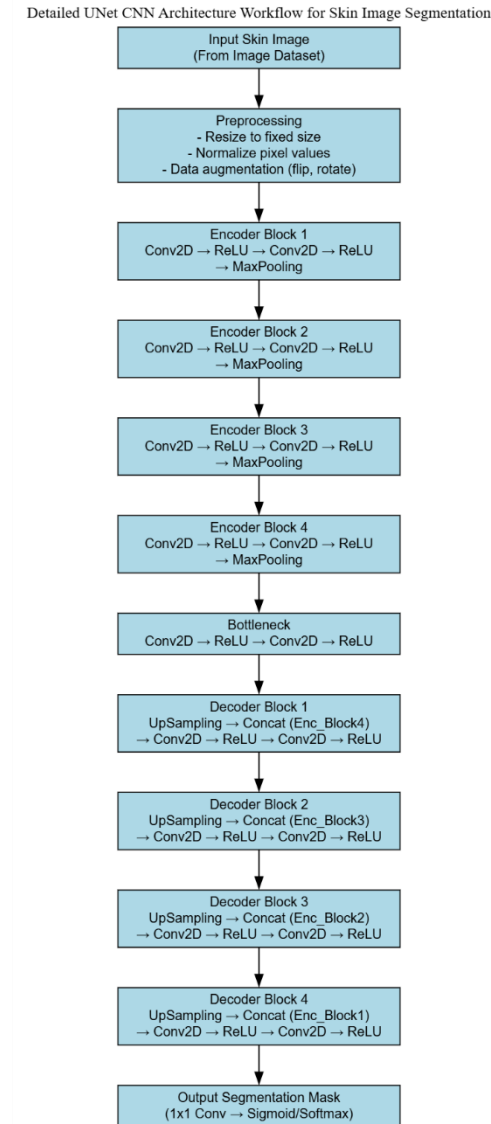 Detailed UNet CNN Architecture Workflow for Skin Image Segmentation
Input Skin Image
(From Image Dataset)
Preprocessing
- Resize to fixed size
- Normalize pixel values
- Data augmentation (flip, rotate)
Encoder Block 1
Conv2D → ReLU → Conv2D → ReLU
→ MaxPooling
Encoder Block 2
Conv2D → ReLU → Conv2D → ReLU
→ MaxPooling
Encoder Block 3
Conv2D → ReLU → Conv2D → ReLU
→ MaxPooling
Encoder Block 4
Conv2D → ReLU → Conv2D → ReLU
→ MaxPooling
Bottleneck
Conv2D → ReLU → Conv2D → ReLU
Decoder Block 1
UpSampling → Concat (Enc_Block4)
→ Conv2D → ReLU → Conv2D → ReLU
Decoder Block 2
UpSampling → Concat (Enc_Block3)
→ Conv2D → ReLU → Conv2D → ReLU
Decoder Block 3
UpSampling → Concat (Enc_Block2)
→ Conv2D → ReLU → Conv2D → ReLU
Decoder Block 4
UpSampling → Concat (Enc_Block1)
→ Conv2D → ReLU → Conv2D → ReLU
Output Segmentation Mask
(1x1 Conv → Sigmoid/Softmax)